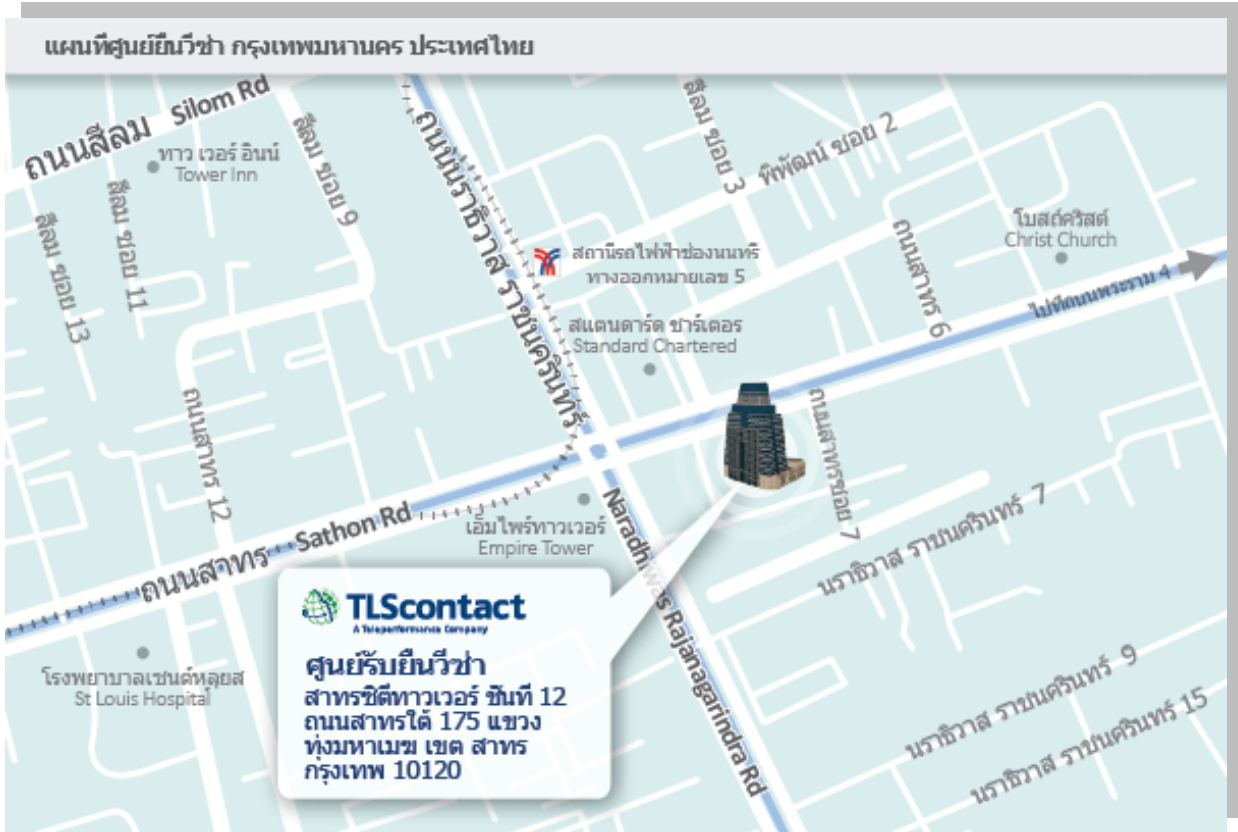 แผนที่ศูนย์ยื่นวีซ่า กรุงเทพมหานคร ประเทศไทย
ถนนสีลม Silom Rd
ทาว เวอร์ อินน์
Tower Inn
สีลม ซอย 9
สีลม ซอย 11
สีลม ซอย 13
ถนนนราธิวาส ราชนครินทร์
สีลม ซอย 3
พิพัฒน์ ซอย 2
สถานีรถไฟฟ้าช่องนนทรี
ทางออกหมายเลข 5
ถนนสาทร 6
โบสถ์คริสต์
Christ Church
ไปที่ถนนพระราม 4
สแตนดาร์ด ชาร์เตอร
Standard Chartered
ถนนสาทร 12
ถนนสาทรซอย 7
ถนนสาทร Sathon Rd
เอ็มไพร์ทาวเวอร์
Empire Tower
Naradhiwas Rajanagarindra Rd
นราธิวาส ราชนครินทร์ 7
นราธิวาส ราชนครินทร์ 9
นราธิวาส ราชนครินทร์ 15
โรงพยาบาลเซนต์หลุยส
St Louis Hospital
TLScontact
A Teleperformance Company
ศูนย์รับยื่นวีซ่า
สาทรซิตี้ทาวเวอร์ ชั้นที่ 12
ถนนสาทรใต้ 175 แขวง
ทุ่งมหาเมฆ เขต สาทร
กรุงเทพ 10120